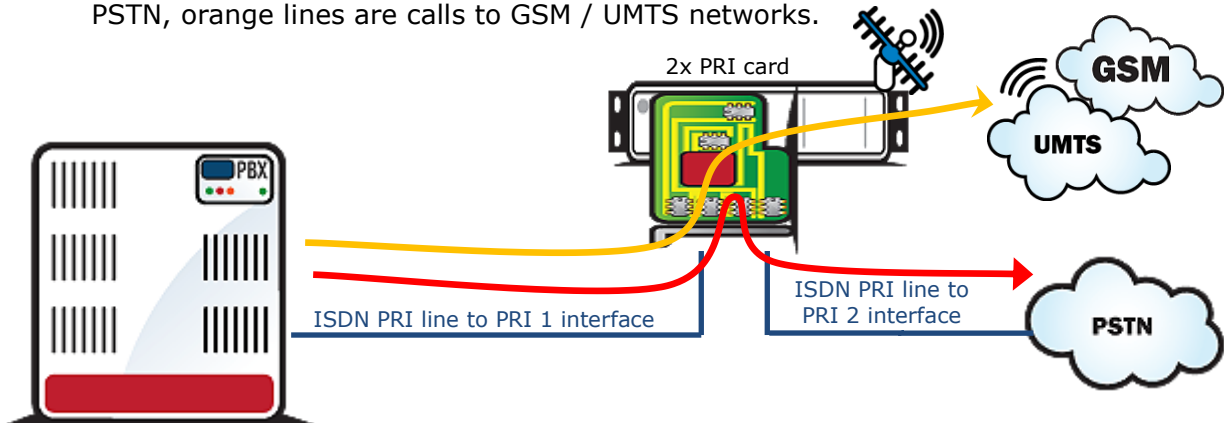 PSTN, orange lines are calls to GSM / UMTS networks.
2x PRI card
GSM
UMTS
PBX
ISDN PRI line to PRI 1 interface
ISDN PRI line to
PRI 2 interface
PSTN